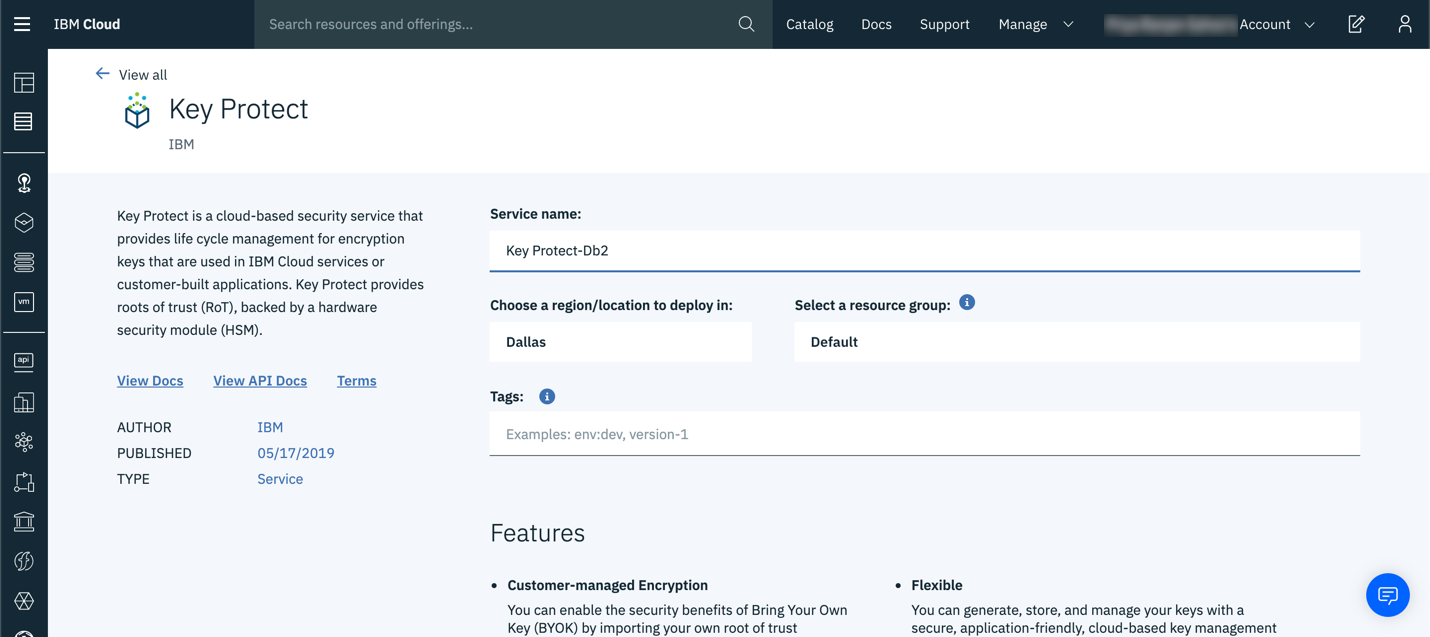 IBM Cloud
Search resources and offerings...
Catalog
Docs
Support
Manage
Account
View all
Key Protect
IBM
vm
api
Key Protect is a cloud-based security service that
provides life cycle management for encryption
keys that are used in IBM Cloud services or
customer-built applications. Key Protect provides
roots of trust (RoT), backed by a hardware
security module (HSM).
View Docs
View API Docs
Terms
AUTHOR IBM
PUBLISHED 05/17/2019
TYPE Service
Service name:
Key Protect-Db2
Choose a region/location to deploy in:
Dallas
Select a resource group:
Default
Tags:
Examples: env:dev, version-1
Features
• Customer-managed Encryption
You can enable the security benefits of Bring Your Own
Key (BYOK) by importing your own root of trust
• Flexible
You can generate, store, and manage your keys with a
secure, application-friendly, cloud-based key management